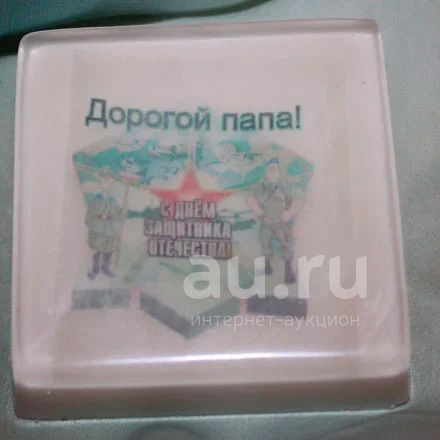 Дорогой папа!
С ДНЁМ
ЗАЩИТНИКА
ОТЕЧЕСТВА!
au.ru
интернет-аукцион